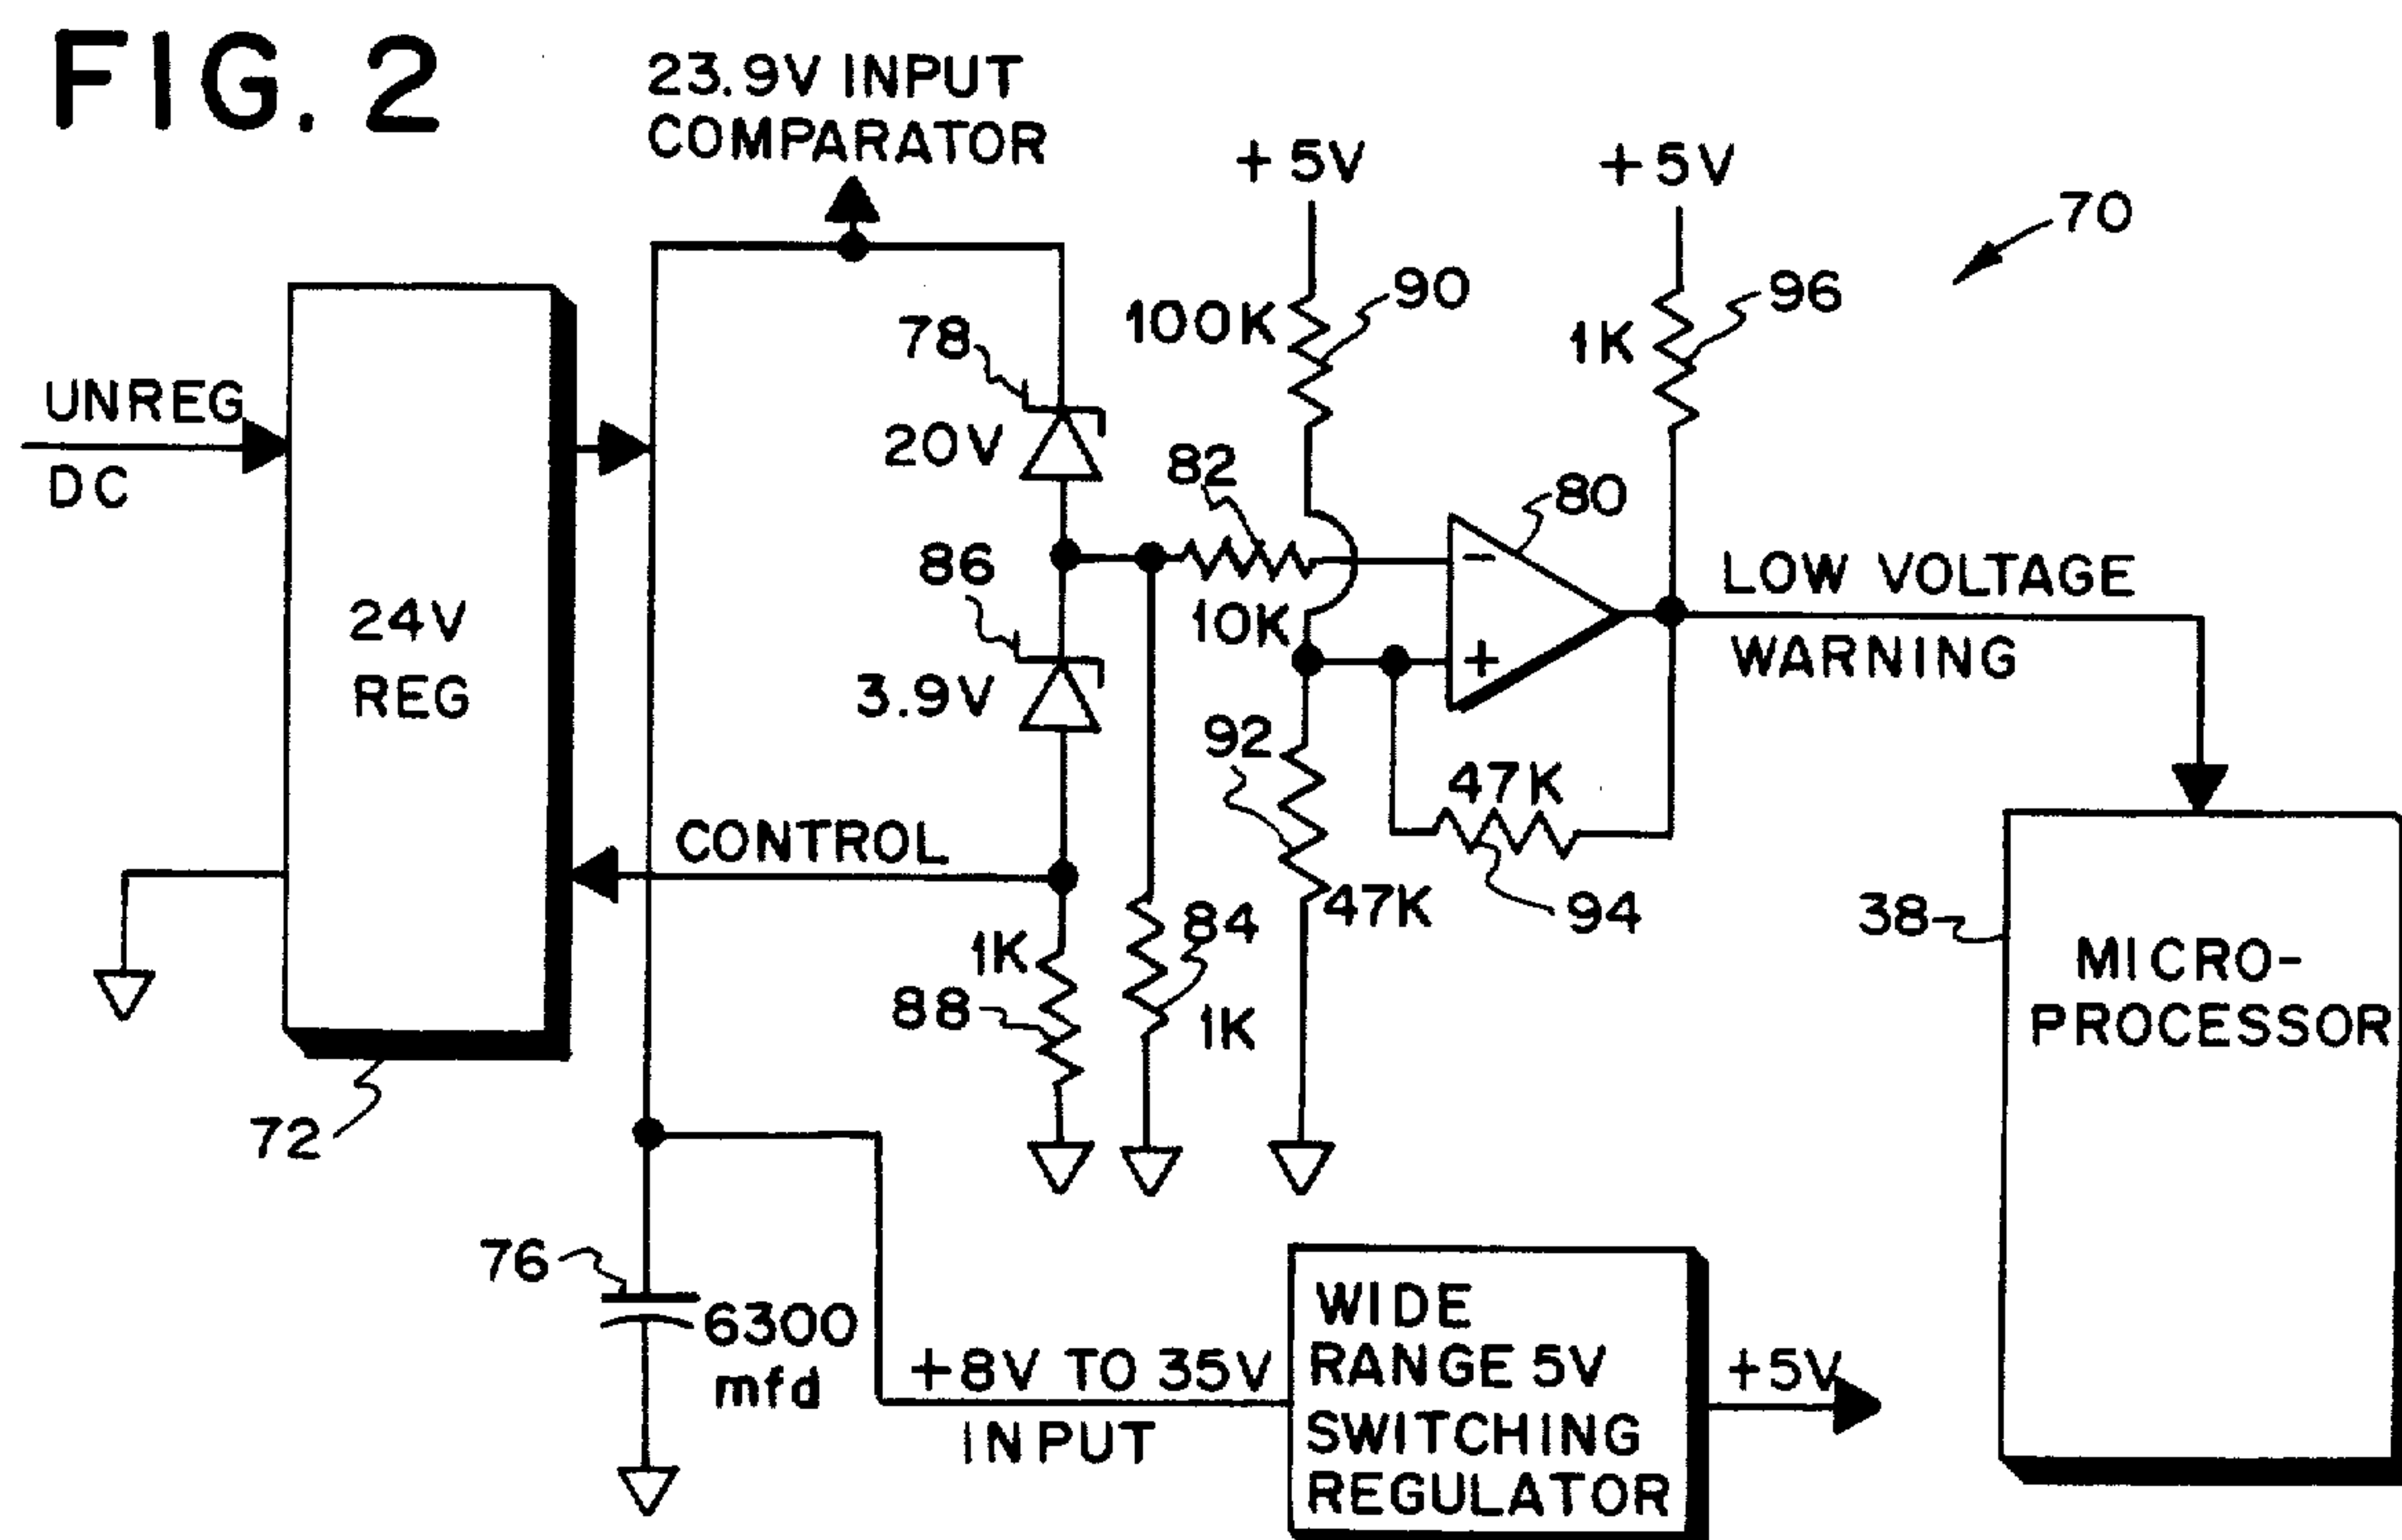 FIG. 2
23.9V INPUT
COMPARATOR
+5V
+5V
70
UNREG
DC
24V
REG
72
78
20V
86
3.9V
100K
90
1K
96
82
10K
80
-
+
LOW VOLTAGE
WARNING
92
47K
47K
94
CONTROL
1K
88
84
1K
38
MICRO-
PROCESSOR
76
6300
mfd
+8V TO 35V
INPUT
WIDE
RANGE 5V
SWITCHING
REGULATOR
+5V